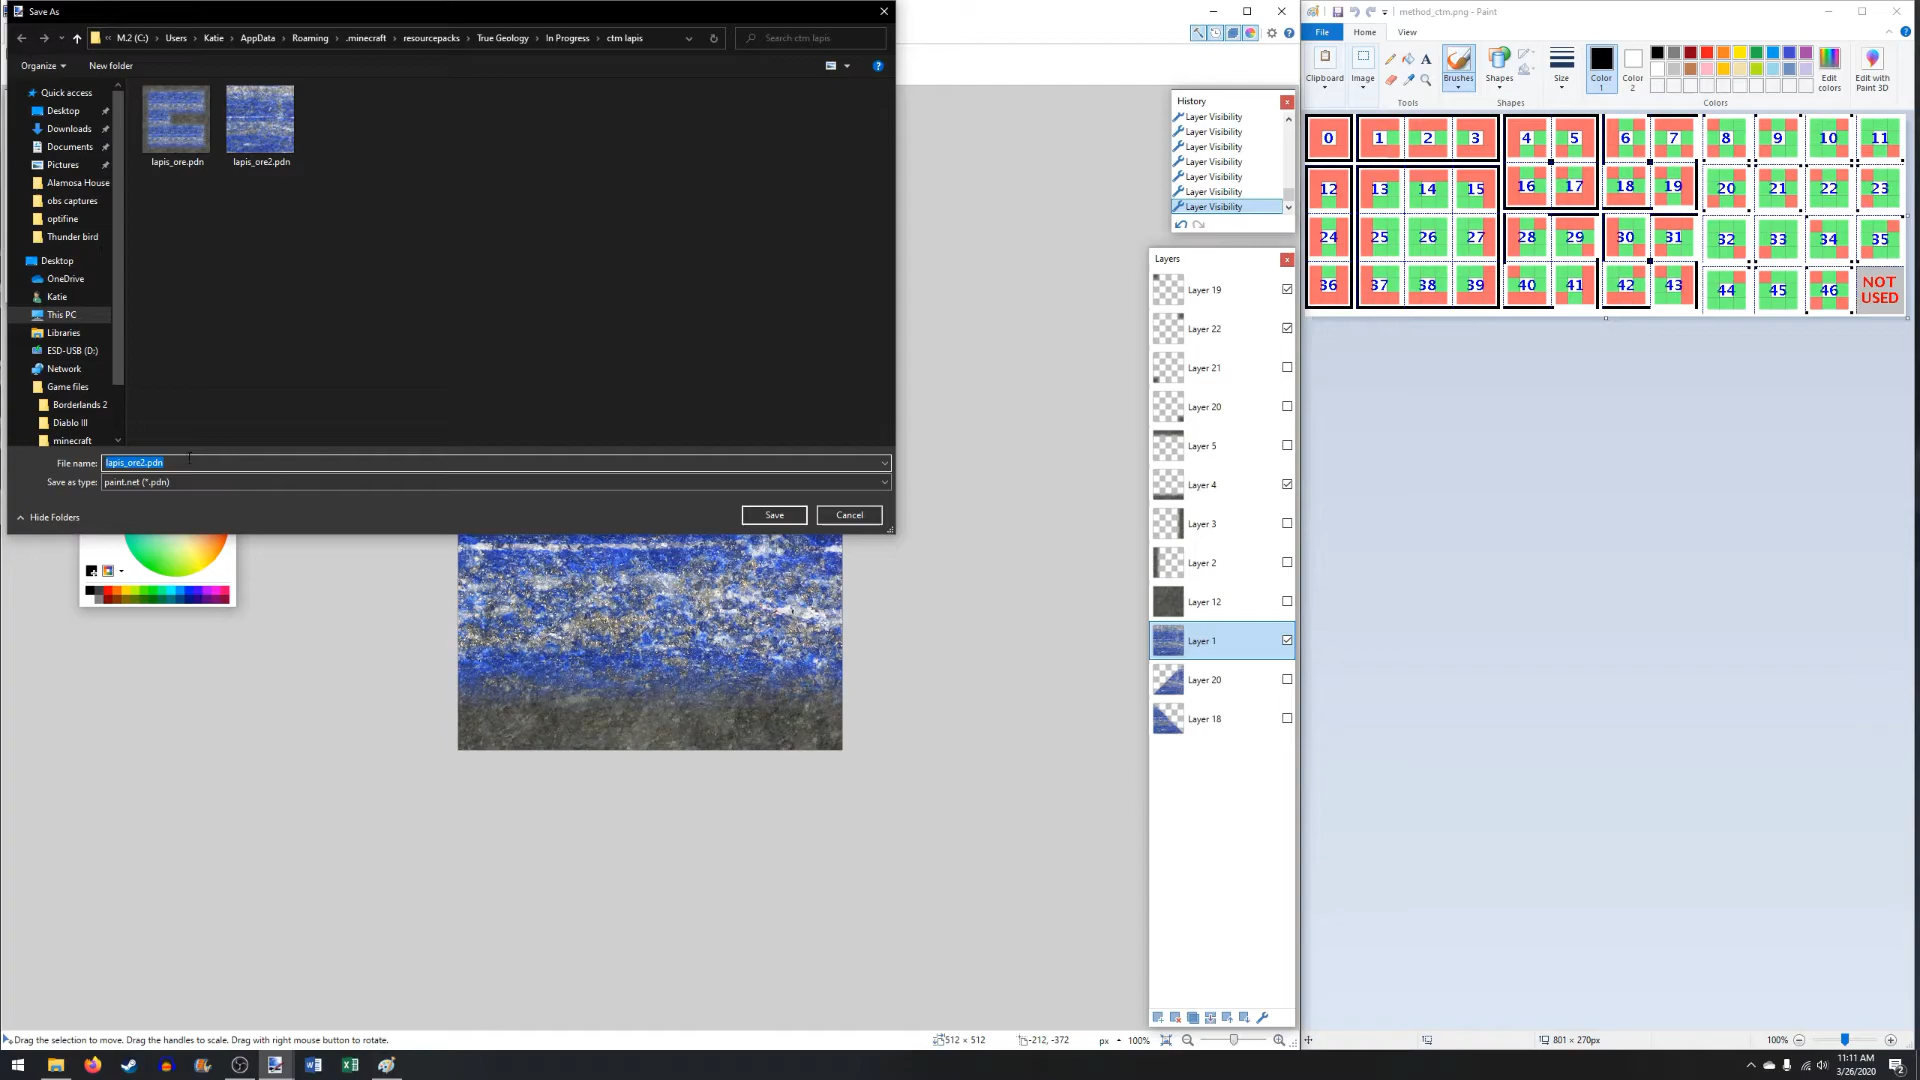 Save As
M.2 (C:) › Users › Katie › AppData › Roaming › .minecraft › resourcepacks › True Geology › In Progress › ctm lapis
Search ctm lapis
Organize
New folder
Quick access
Desktop
Downloads
Documents
Pictures
Alamosa House
obs captures
optifine
Thunder bird
Desktop
OneDrive
Katie
This PC
Libraries
ESD-USB (D:)
Network
Game files
Borderlands 2
Diablo III
minecraft
lapis_ore.pdn
lapis_ore2.pdn
File name: lapis_ore2.pdn
Save as type: paint.net (*.pdn)
Hide Folders
Save
Cancel
History
Layer Visibility
Layer Visibility
Layer Visibility
Layer Visibility
Layer Visibility
Layer Visibility
Layer Visibility
Layers
Layer 19
Layer 22
Layer 21
Layer 20
Layer 5
Layer 4
Layer 3
Layer 2
Layer 12
Layer 1
Layer 20
Layer 18
Drag the selection to move. Drag the handles to scale. Drag with right mouse button to rotate.
512 × 512
-212, -372
px
100%
method_ctm.png - Paint
File
Home
View
Clipboard
Image
Tools
Brushes
Shapes
Shapes
Size
Color 1
Color 2
Colors
Edit colors
Edit with Paint 3D
0 1 2 3 4 5 6 7 8 9 10 11
12 13 14 15 16 17 18 19 20 21 22 23
24 25 26 27 28 29 30 31 32 33 34 35
36 37 38 39 40 41 42 43 44 45 46 NOT USED
801 × 270px
100%
11:11 AM
3/26/2020